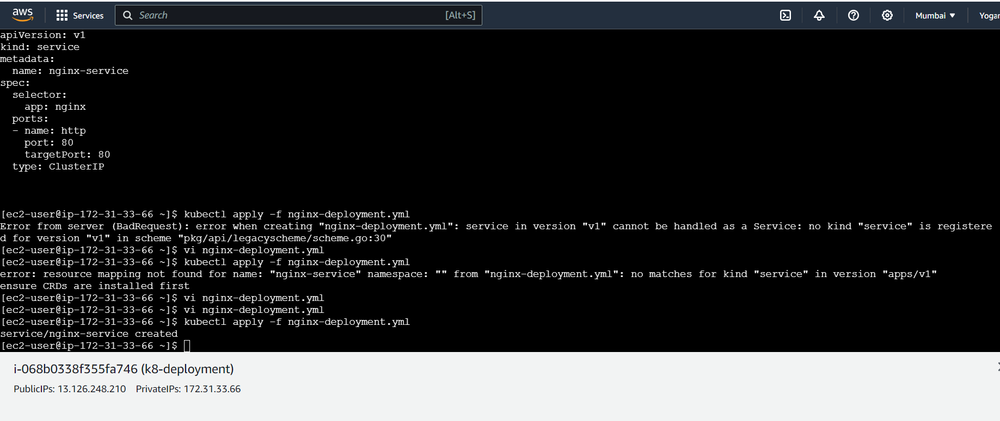 aws
Services
Search
[Alt+S]
Mumbai
apiVersion: v1
kind: service
metadata:
  name: nginx-service
spec:
  selector:
    app: nginx
  ports:
  - name: http
    port: 80
    targetPort: 80
  type: ClusterIP
[ec2-user@ip-172-31-33-66 ~]$ kubectl apply -f nginx-deployment.yml
Error from server (BadRequest): error when creating "nginx-deployment.yml": service in version "v1" cannot be handled as a Service: no kind "service" is registere
d for version "v1" in scheme "pkg/api/legacyscheme/scheme.go:30"
[ec2-user@ip-172-31-33-66 ~]$ vi nginx-deployment.yml
[ec2-user@ip-172-31-33-66 ~]$ kubectl apply -f nginx-deployment.yml
error: resource mapping not found for name: "nginx-service" namespace: "" from "nginx-deployment.yml": no matches for kind "service" in version "apps/v1"
ensure CRDs are installed first
[ec2-user@ip-172-31-33-66 ~]$ vi nginx-deployment.yml
[ec2-user@ip-172-31-33-66 ~]$ vi nginx-deployment.yml
[ec2-user@ip-172-31-33-66 ~]$ kubectl apply -f nginx-deployment.yml
service/nginx-service created
[ec2-user@ip-172-31-33-66 ~]$
i-068b0338f355fa746 (k8-deployment)
PublicIPs: 13.126.248.210 PrivateIPs: 172.31.33.66